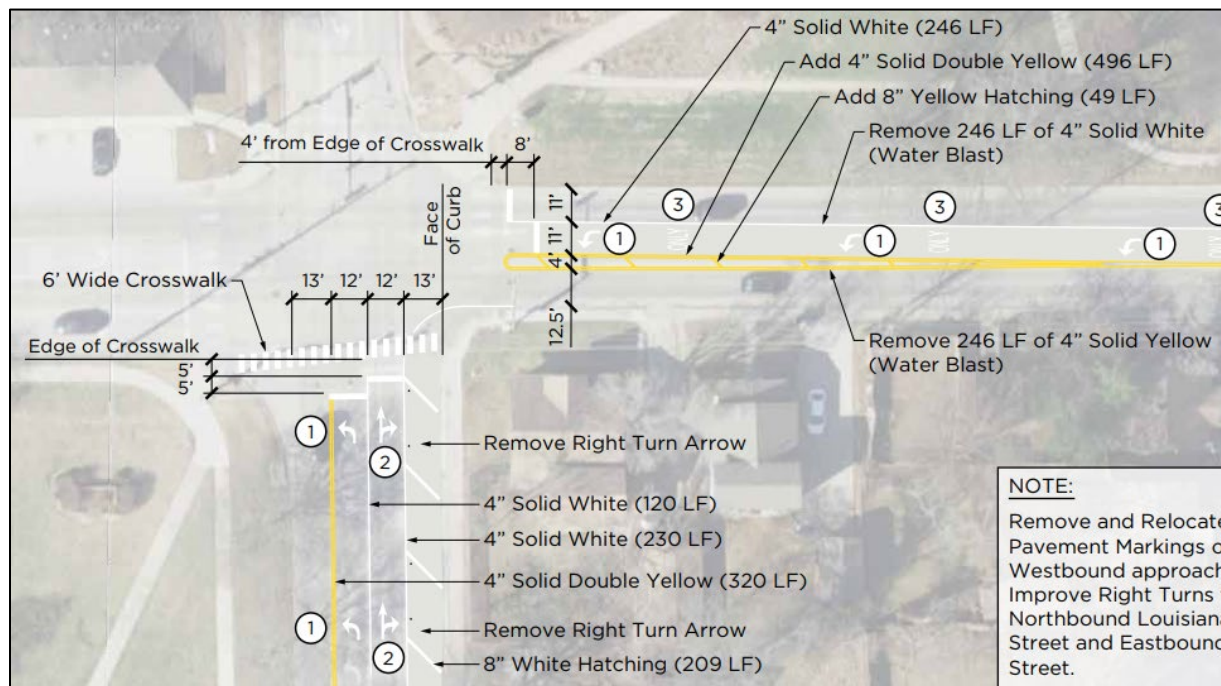 4” Solid White (246 LF)
Add 4” Solid Double Yellow (496 LF)
Add 8” Yellow Hatching (49 LF)
Remove 246 LF of 4” Solid White
(Water Blast)
4’ from Edge of Crosswalk
8’
Face
of Curb
11’
11’
4’
12.5’
3
3
3
1
1
1
ONLY
ONLY
6’ Wide Crosswalk
13’
12’
12’
13’
Edge of Crosswalk
5’
5’
Remove 246 LF of 4” Solid Yellow
(Water Blast)
1
2
Remove Right Turn Arrow
4” Solid White (120 LF)
4” Solid White (230 LF)
4” Solid Double Yellow (320 LF)
1
2
Remove Right Turn Arrow
8” White Hatching (209 LF)
NOTE:
Remove and Relocate
Pavement Markings o
Westbound approach
Improve Right Turns
Northbound Louisiana
Street and Eastbound
Street.